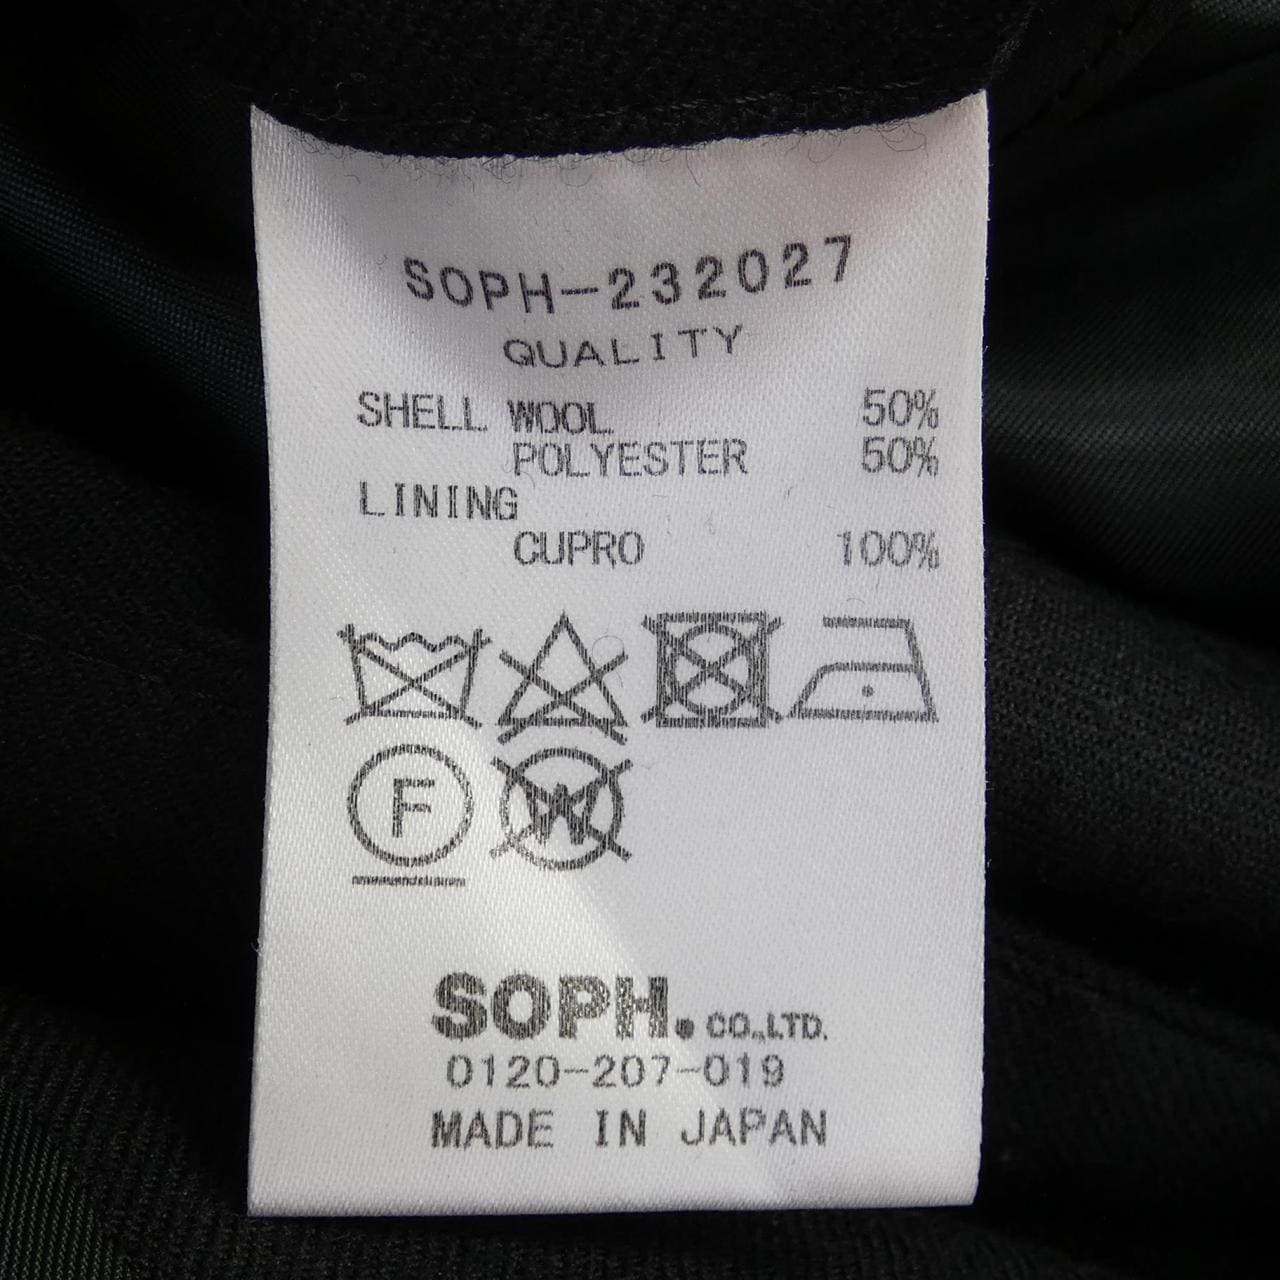 SOPH-232027
QUALITY
SHELL WOOL 50%
POLYESTER 50%
LINING
CUPRO 100%
F W
SOPH. CO.,LTD.
0120-207-019
MADE IN JAPAN